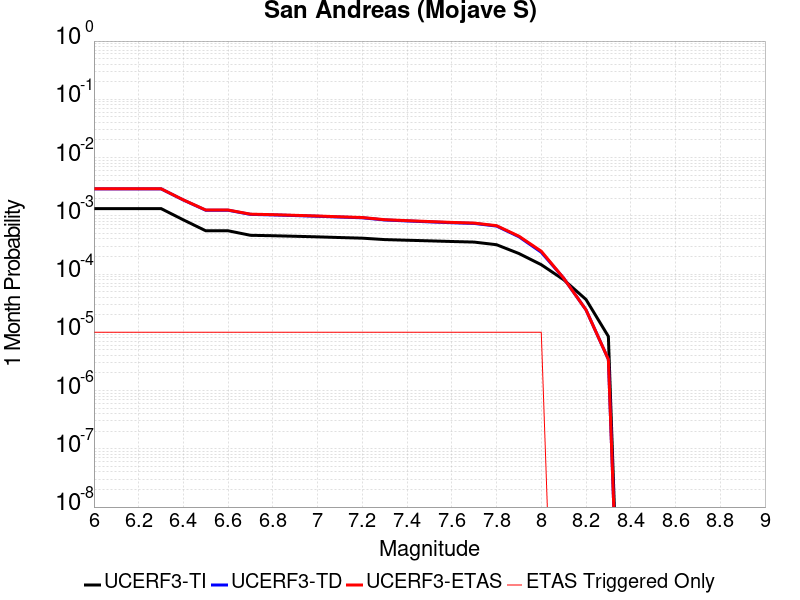 San Andreas (Mojave S)
10^0
10^-1
10^-2
10^-3
10^-4
10^-5
10^-6
10^-7
10^-8
1 Month Probability
6 6.2 6.4 6.6 6.8 7 7.2 7.4 7.6 7.8 8 8.2 8.4 8.6 8.8 9
Magnitude
UCERF3-TI UCERF3-TD UCERF3-ETAS ETAS Triggered Only